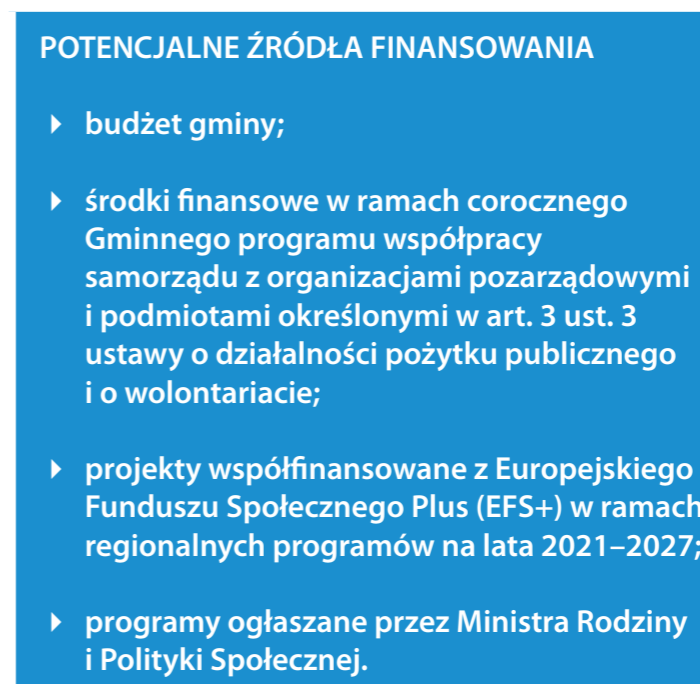 POTENCJALNE ŹRÓDŁA FINANSOWANIA
budżet gminy;
środki finansowe w ramach corocznego
Gminnego programu współpracy
samorządu z organizacjami pozarządowymi
i podmiotami określonymi w art. 3 ust. 3
ustawy o działalności pożytku publicznego
i o wolontariacie;
projekty współfinansowane z Europejskiego
Funduszu Społecznego Plus (EFS+) w ramach
regionalnych programów na lata 2021–2027;
programy ogłaszane przez Ministra Rodziny
i Polityki Społecznej.